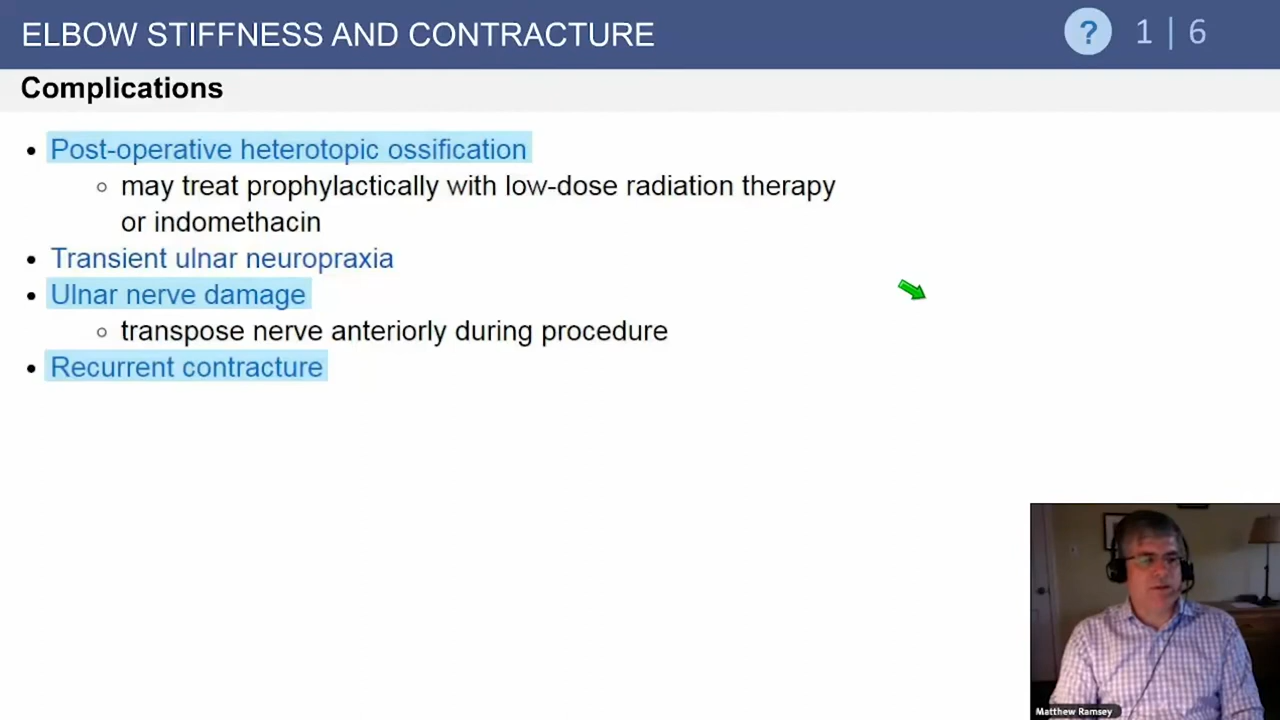 ELBOW STIFFNESS AND CONTRACTURE
? 1 | 6
Complications
• Post-operative heterotopic ossification
○ may treat prophylactically with low-dose radiation therapy
or indomethacin
• Transient ulnar neuropraxia
• Ulnar nerve damage
○ transpose nerve anteriorly during procedure
• Recurrent contracture
Matthew Ramsey